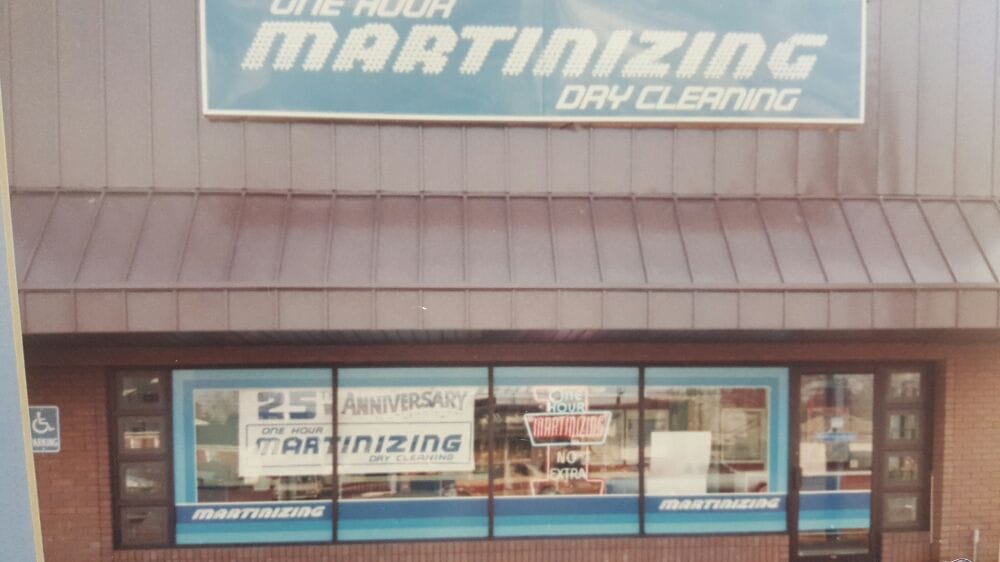 ONE HOUR
MARTINIZING
DRY CLEANING
25TH ANNIVERSARY
ONE HOUR
MARTINIZING
DRY CLEANING
ONE
HOUR
MARTINIZING
NO
EXTRA
MARTINIZING
MARTINIZING
PARKING